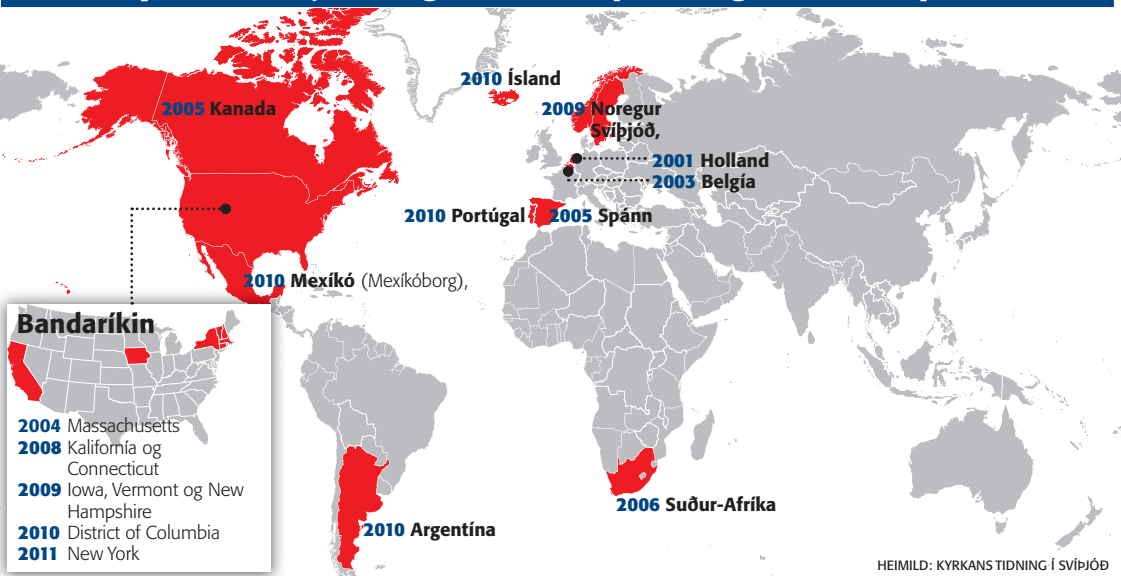 2010 Ísland
2005 Kanada
2009 Noregur
Svíþjóð,
2001 Holland
2003 Belgía
2010 Portúgal
2005 Spánn
2010 Mexíkó (Mexíkóborg),
Bandaríkin
2004 Massachusetts
2008 Kalifornía og
Connecticut
2009 Iowa, Vermont og New
Hampshire
2010 District of Columbia
2011 New York
2010 Argentína
2006 Suður-Afríka
HEIMILD: KYRKANS TIDNING Í SVÍÞJÓÐ